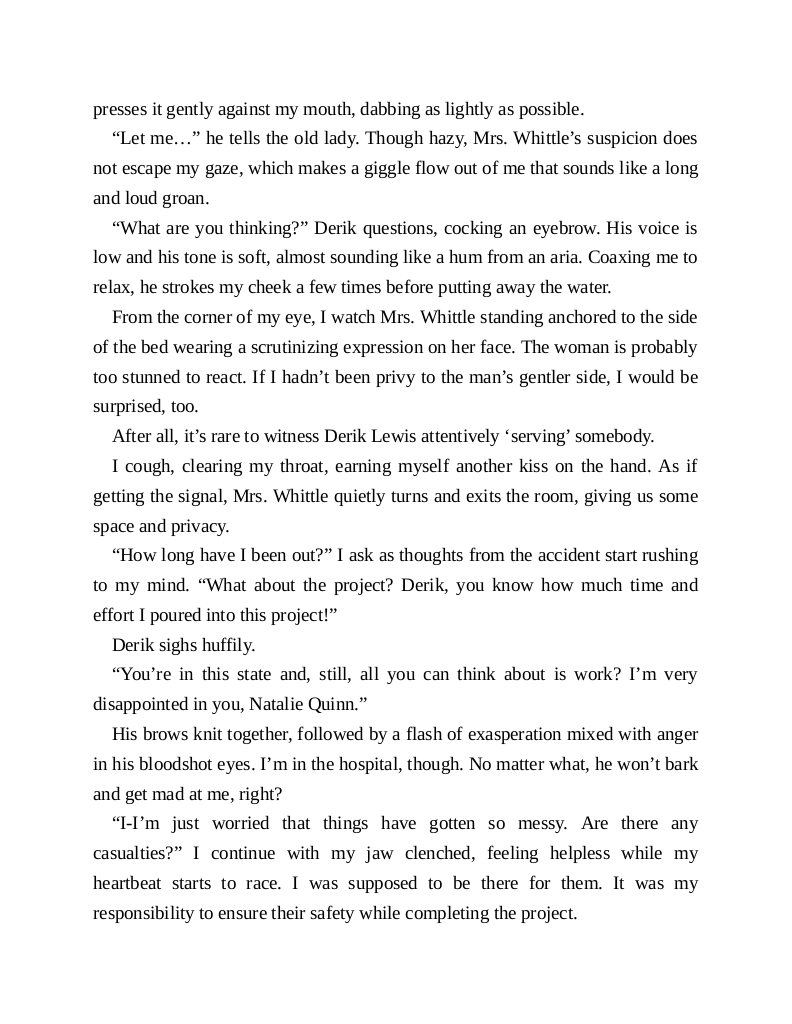 presses it gently against my mouth, dabbing as lightly as possible.
“Let me…” he tells the old lady. Though hazy, Mrs. Whittle’s suspicion does
not escape my gaze, which makes a giggle flow out of me that sounds like a long
and loud groan.
“What are you thinking?” Derik questions, cocking an eyebrow. His voice is
low and his tone is soft, almost sounding like a hum from an aria. Coaxing me to
relax, he strokes my cheek a few times before putting away the water.
From the corner of my eye, I watch Mrs. Whittle standing anchored to the side
of the bed wearing a scrutinizing expression on her face. The woman is probably
too stunned to react. If I hadn’t been privy to the man’s gentler side, I would be
surprised, too.
After all, it’s rare to witness Derik Lewis attentively ‘serving’ somebody.
I cough, clearing my throat, earning myself another kiss on the hand. As if
getting the signal, Mrs. Whittle quietly turns and exits the room, giving us some
space and privacy.
“How long have I been out?” I ask as thoughts from the accident start rushing
to my mind. “What about the project? Derik, you know how much time and
effort I poured into this project!”
Derik sighs huffily.
“You’re in this state and, still, all you can think about is work? I’m very
disappointed in you, Natalie Quinn.”
His brows knit together, followed by a flash of exasperation mixed with anger
in his bloodshot eyes. I’m in the hospital, though. No matter what, he won’t bark
and get mad at me, right?
“I-I’m just worried that things have gotten so messy. Are there any
casualties?” I continue with my jaw clenched, feeling helpless while my
heartbeat starts to race. I was supposed to be there for them. It was my
responsibility to ensure their safety while completing the project.